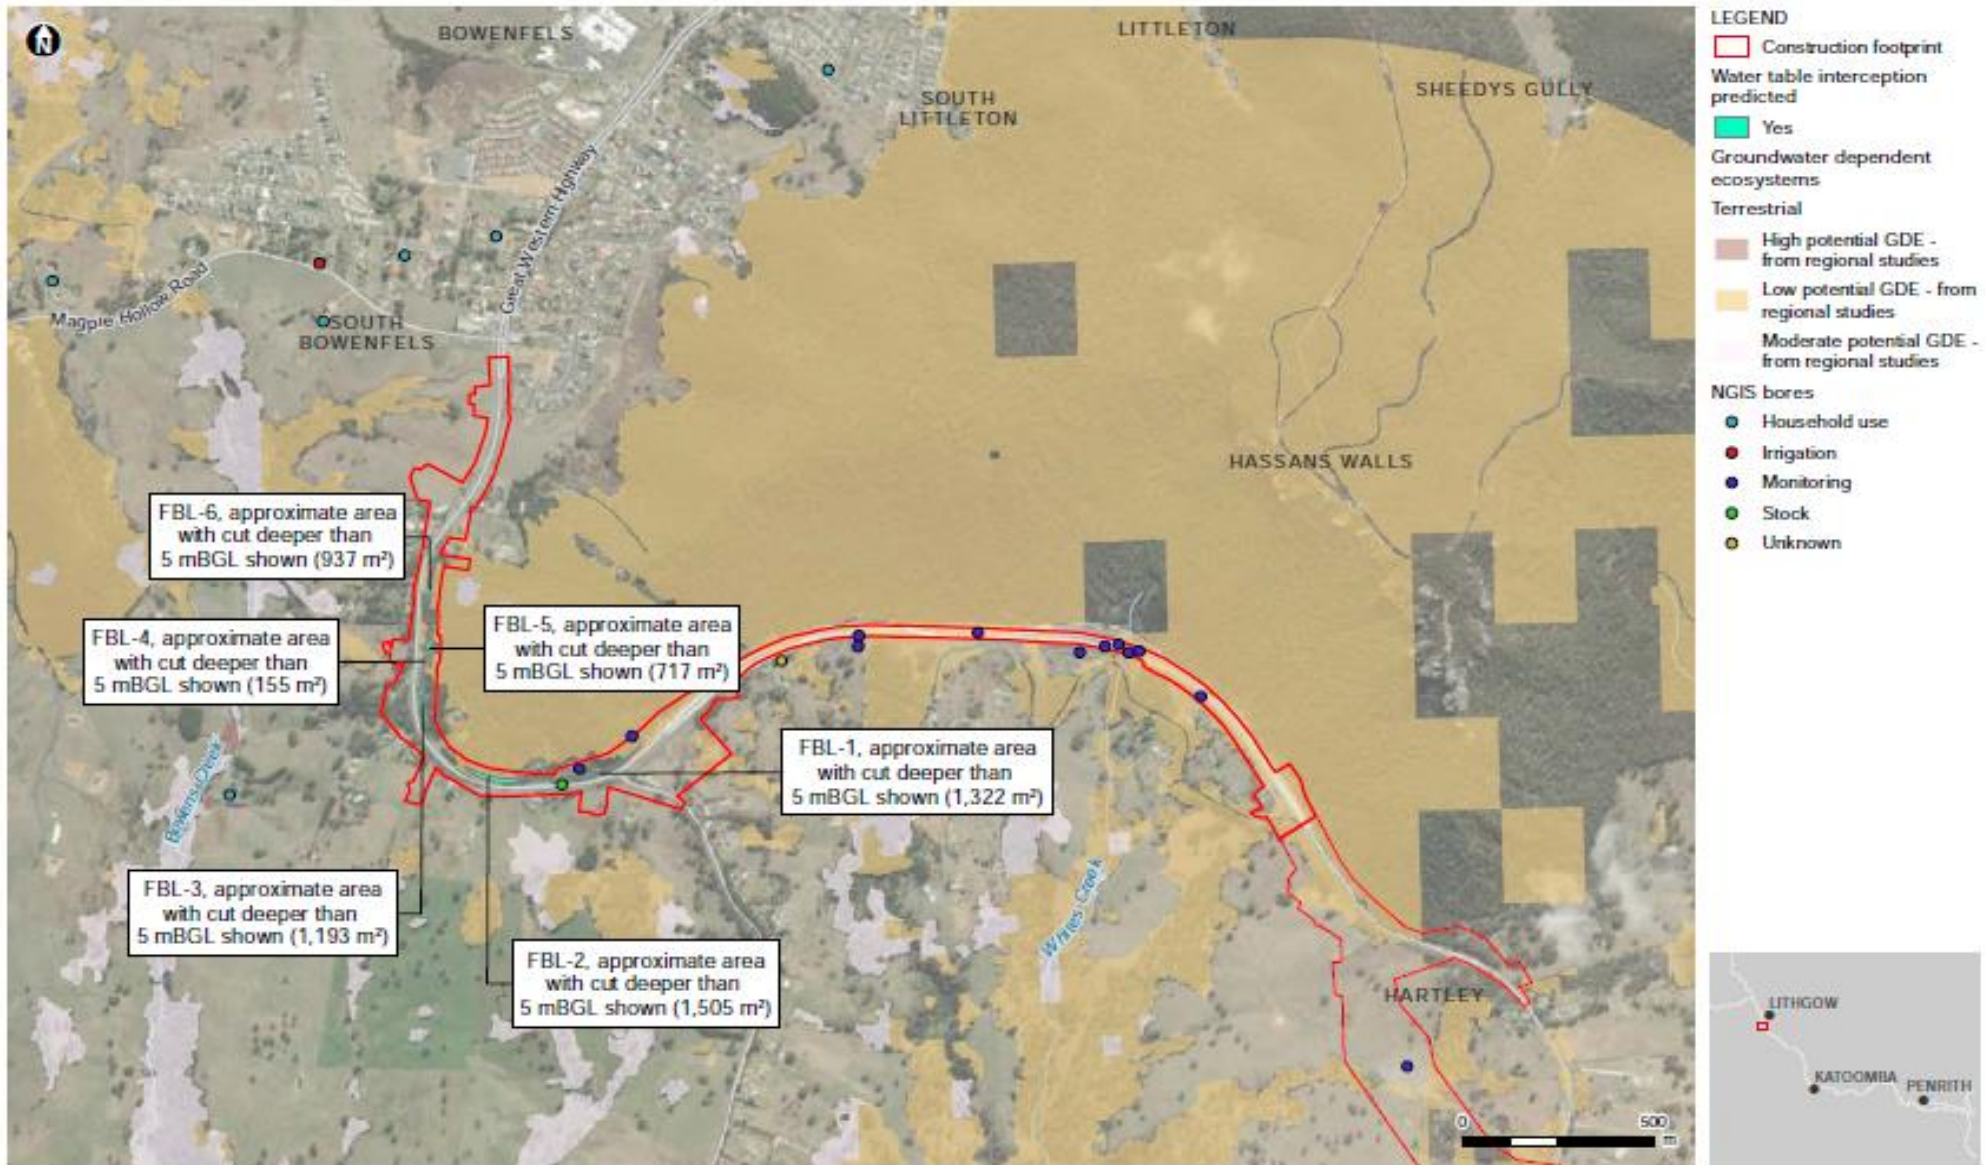 N
BOWENFELS
LITTLETON
SOUTH
LITTLETON
SHEEDYS GULLY
Great Western Highway
Magpie Hollow Road
SOUTH
BOWENFELS
HASSANS WALLS
FBL-6, approximate area
with cut deeper than
5 mBGL shown (937 m²)
FBL-4, approximate area
with cut deeper than
5 mBGL shown (155 m²)
FBL-5, approximate area
with cut deeper than
5 mBGL shown (717 m²)
FBL-1, approximate area
with cut deeper than
5 mBGL shown (1,322 m²)
Bowens Creek
FBL-3, approximate area
with cut deeper than
5 mBGL shown (1,193 m²)
FBL-2, approximate area
with cut deeper than
5 mBGL shown (1,505 m²)
Whites Creek
HARTLEY
0 500
m
LEGEND
Construction footprint
Water table interception
predicted
Yes
Groundwater dependent
ecosystems
Terrestrial
High potential GDE -
from regional studies
Low potential GDE - from
regional studies
Moderate potential GDE -
from regional studies
NGIS bores
Household use
Irrigation
Monitoring
Stock
Unknown
LITHGOW
KATOOMBA
PENRITH